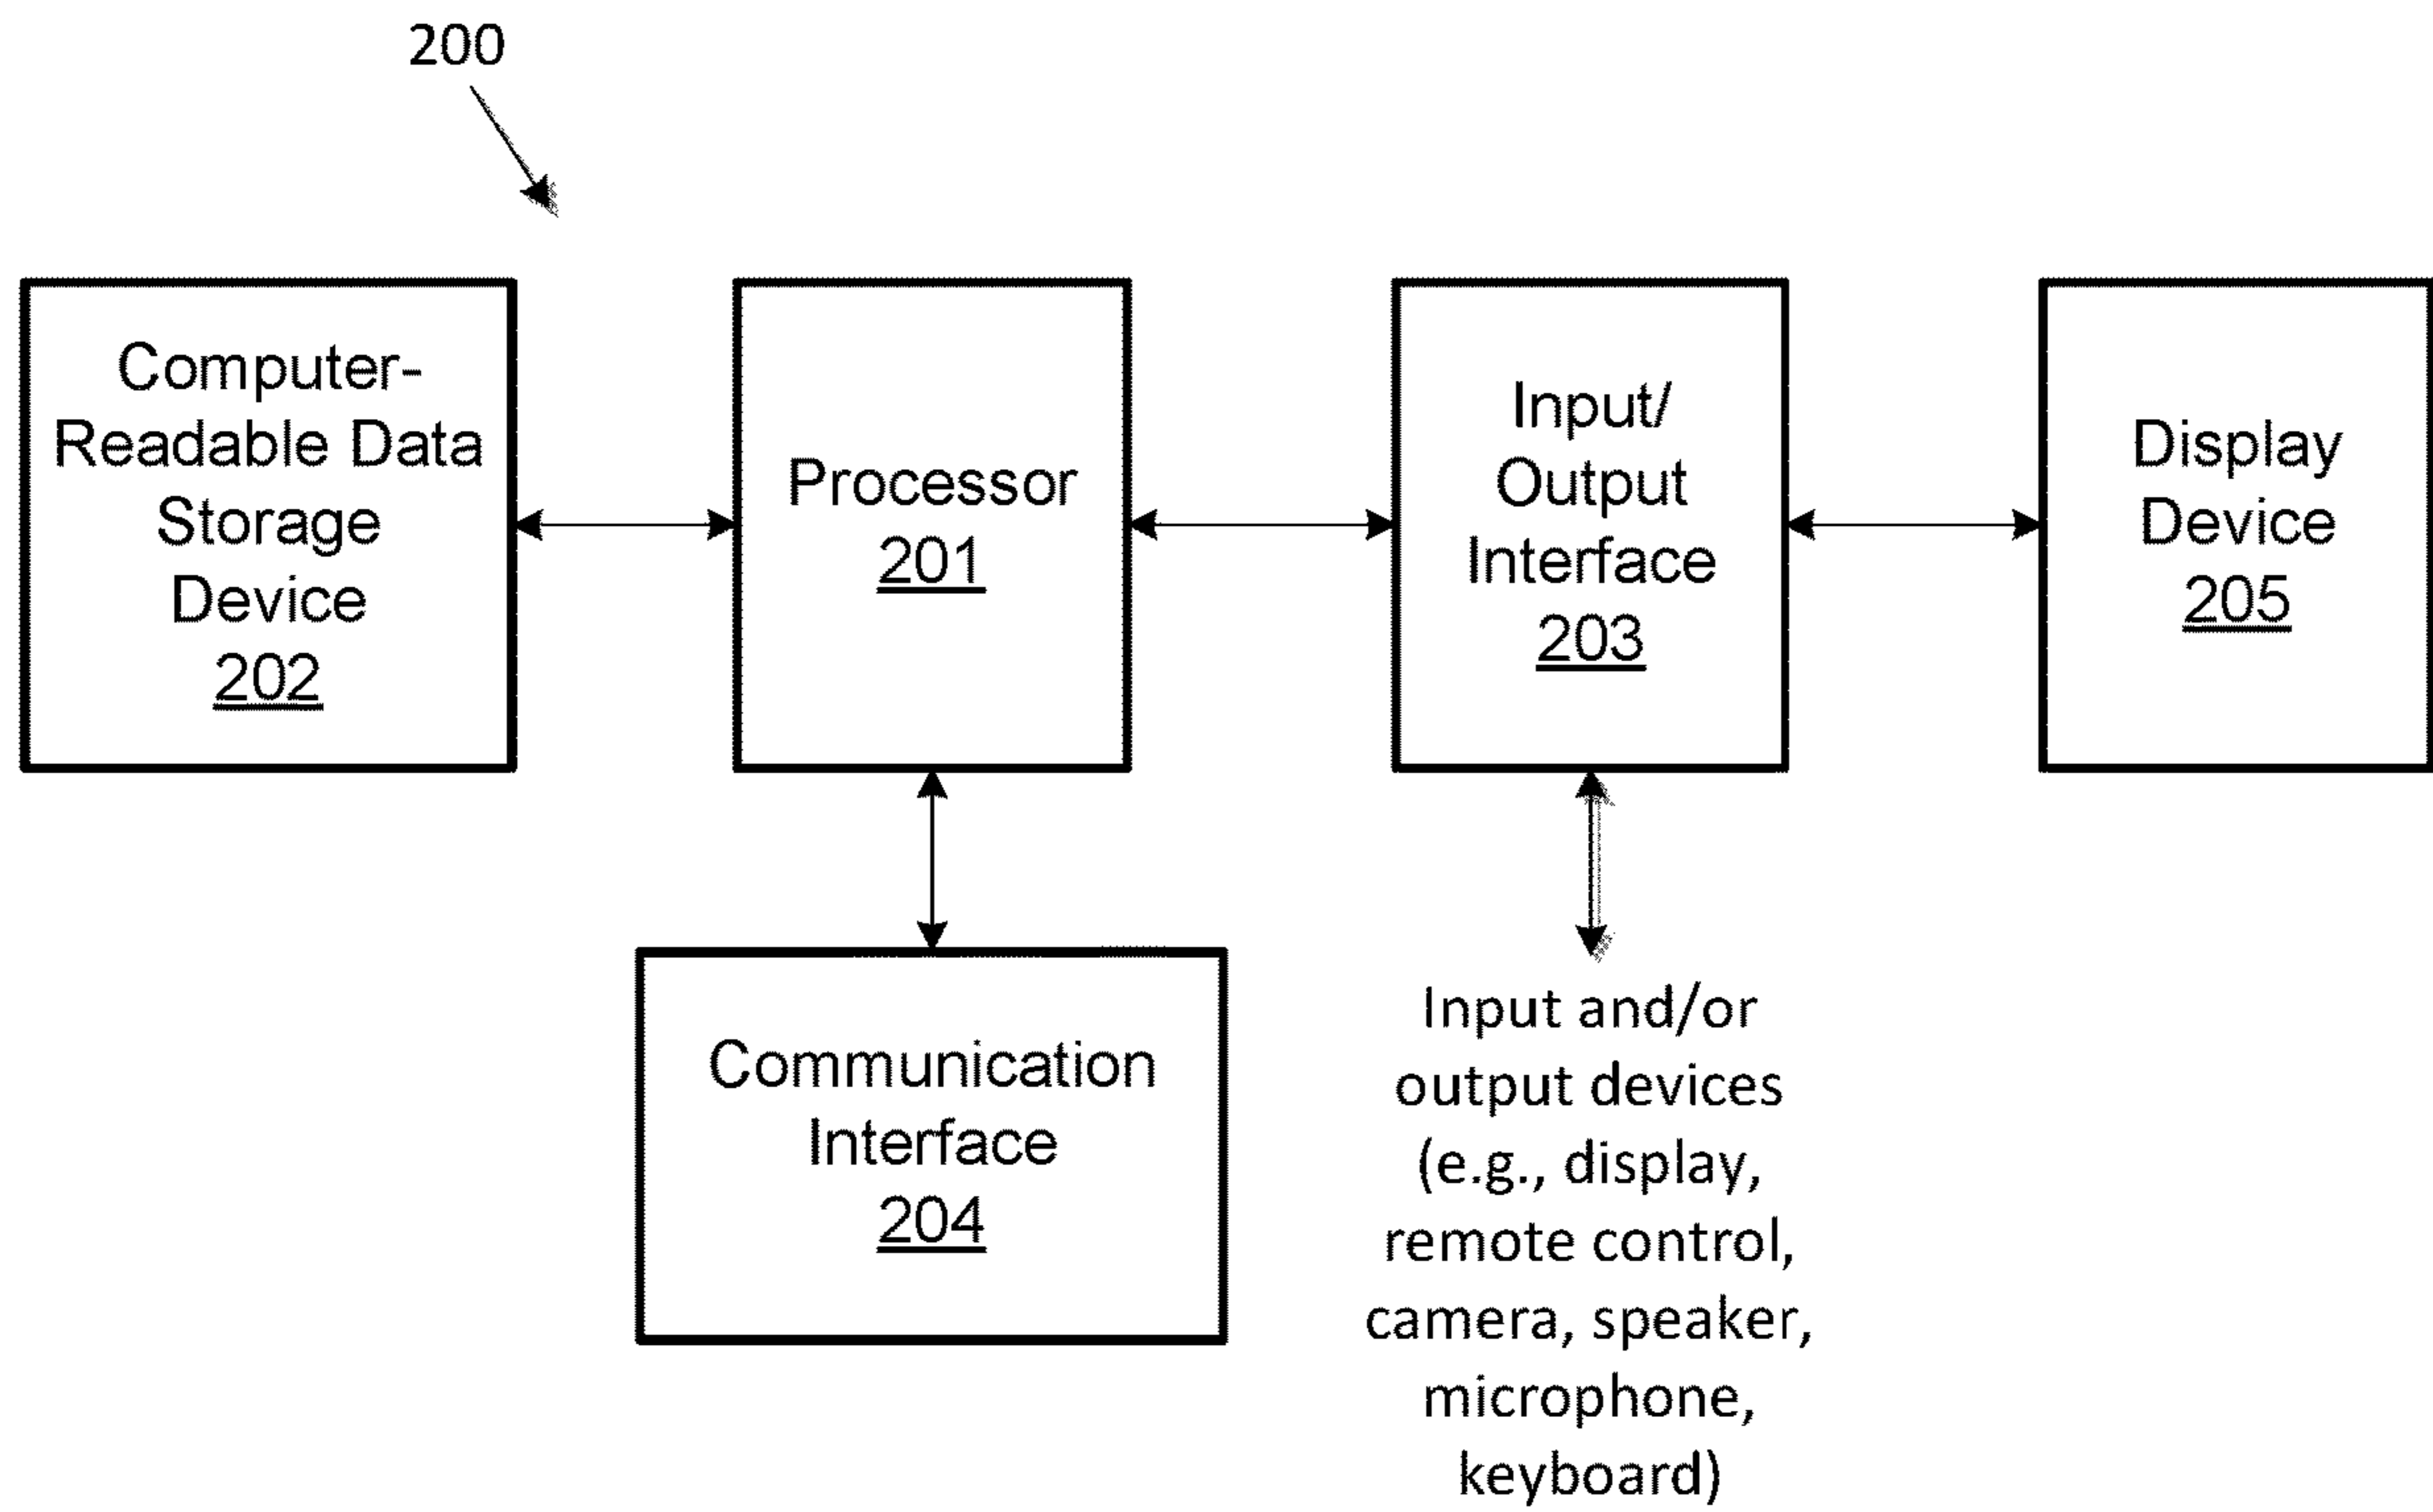 200
Computer-
Readable Data
Storage
Device
202
Processor
201
Input/
Output
Interface
203
Display
Device
205
Communication
Interface
204
Input and/or
output devices
(e.g., display,
remote control,
camera, speaker,
microphone,
keyboard)